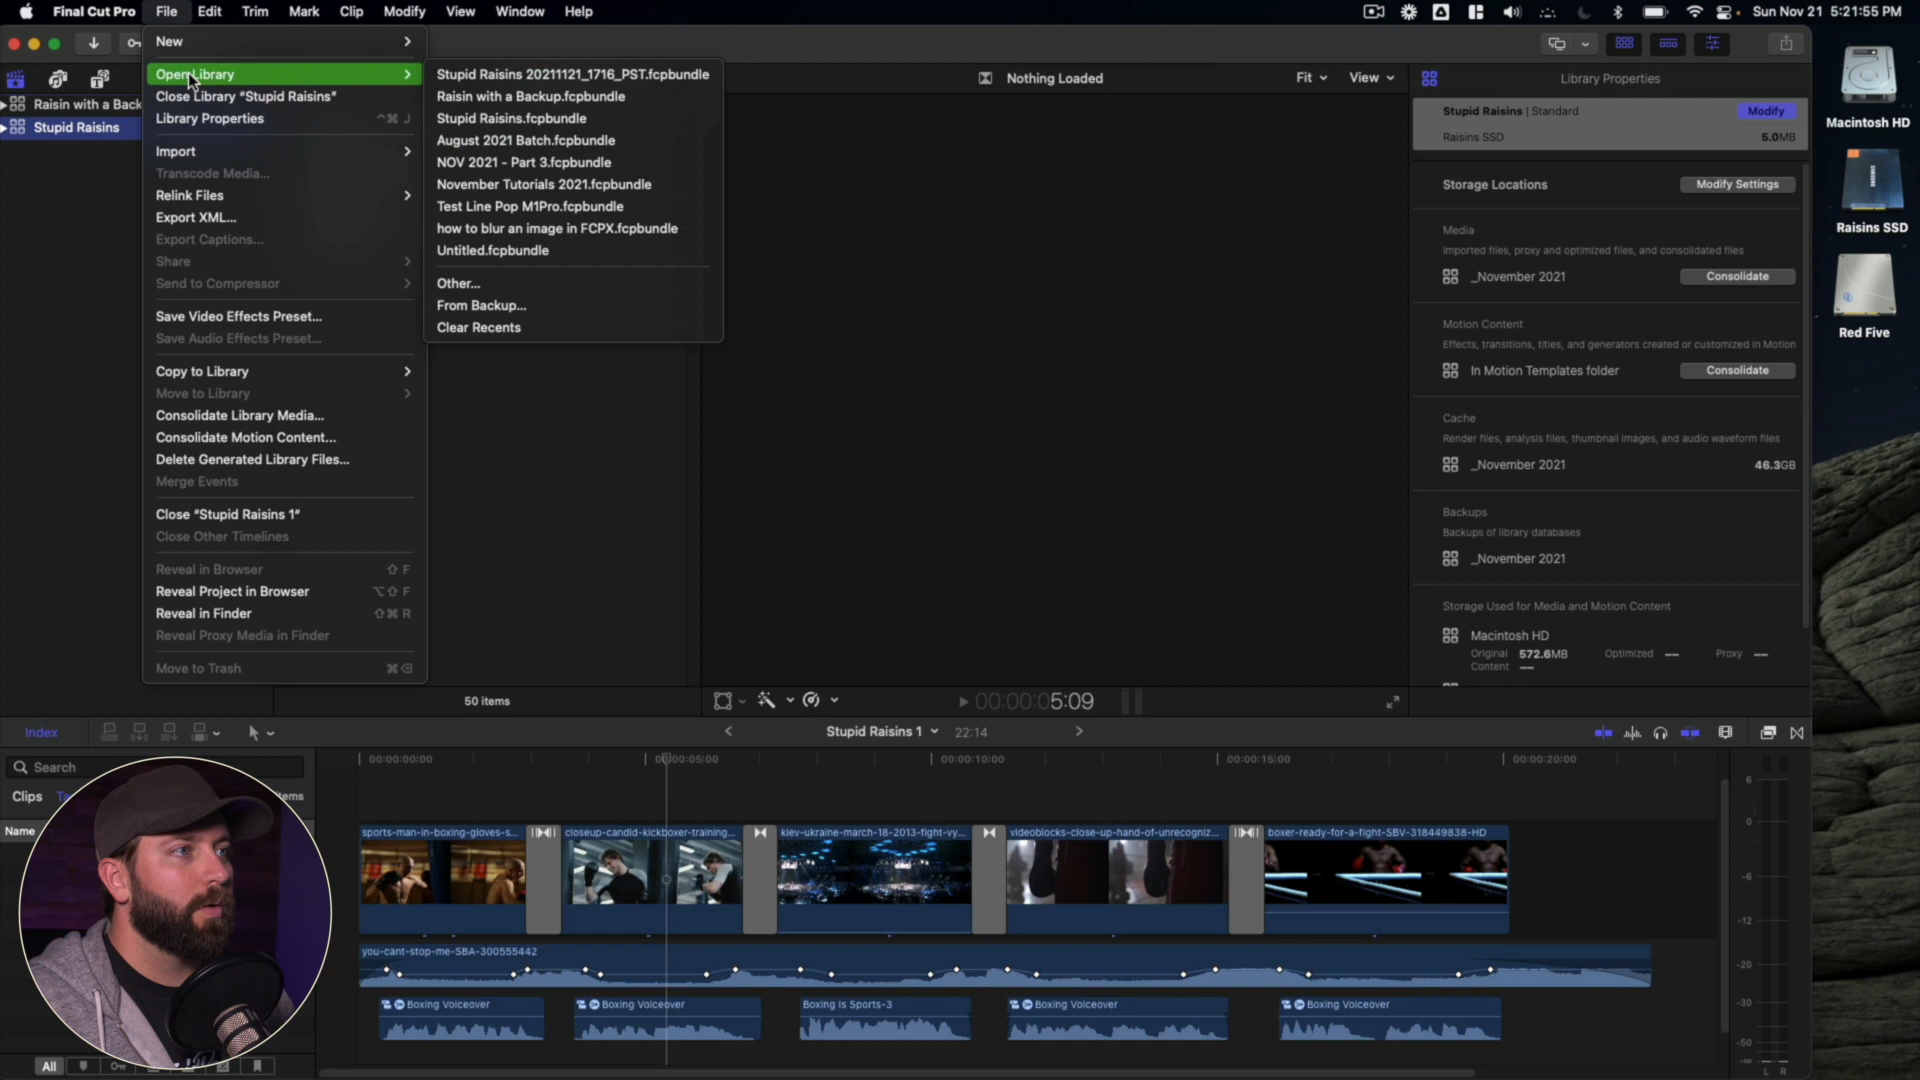 Final Cut Pro File Edit Trim Mark Clip Modify View Window Help Sun Nov 21 5:21:55 PM
New
Open Library
Close Library “Stupid Raisins”
Library Properties ⌃⌘ J
Import
Transcode Media...
Relink Files
Export XML...
Export Captions...
Share
Send to Compressor
Save Video Effects Preset...
Save Audio Effects Preset...
Copy to Library
Move to Library
Consolidate Library Media...
Consolidate Motion Content...
Delete Generated Library Files...
Merge Events
Close “Stupid Raisins 1”
Close Other Timelines
Reveal in Browser ⇧ F
Reveal Project in Browser ⌥⇧ F
Reveal in Finder ⇧⌘ R
Reveal Proxy Media in Finder
Move to Trash ⌘⌫
Raisin with a Back
Stupid Raisins
Stupid Raisins 20211121_1716_PST.fcpbundle
Raisin with a Backup.fcpbundle
Stupid Raisins.fcpbundle
August 2021 Batch.fcpbundle
NOV 2021 - Part 3.fcpbundle
November Tutorials 2021.fcpbundle
Test Line Pop M1Pro.fcpbundle
how to blur an image in FCPX.fcpbundle
Untitled.fcpbundle
Other...
From Backup...
Clear Recents
Nothing Loaded Fit View
Library Properties
Stupid Raisins | Standard Modify
Raisins SSD 5.0MB
Storage Locations Modify Settings
Media
Imported files, proxy and optimized files, and consolidated files
_November 2021 Consolidate
Motion Content
Effects, transitions, titles, and generators created or customized in Motion
In Motion Templates folder Consolidate
Cache
Render files, analysis files, thumbnail images, and audio waveform files
_November 2021 46.3GB
Backups
Backups of library databases
_November 2021
Storage Used for Media and Motion Content
Macintosh HD
Original 572.6MB Optimized -- Proxy --
Content --
Macintosh HD
SAMSUNG
Raisins SSD
Red Five
50 items
00:00:00:05:09
Index
Stupid Raisins 1 22:14
Search
Clips
Name
00:00:00:00 00:00:05:00 00:00:10:00 00:00:15:00 00:00:20:00
sports-man-in-boxing-gloves-s... closeup-candid-kickboxer-training... kiev-ukraine-march-18-2013-fight-vy... videoblocks-close-up-hand-of-unrecogniz... boxer-ready-for-a-fight-SBV-318449838-HD
you-cant-stop-me-SBA-300555442
Boxing Voiceover Boxing Voiceover Boxing Is Sports-3 Boxing Voiceover Boxing Voiceover
6
0
-6
-12
-20
-30
-50
-∞
L R
All